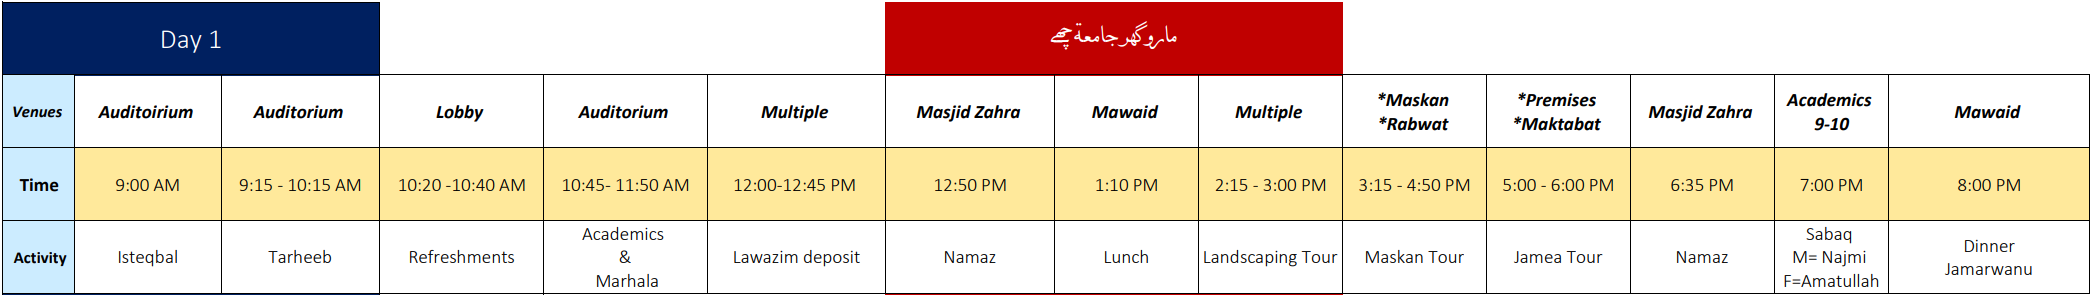 Day 1
ماروگهر جامعة چھے
Venues Auditoirium Auditorium Lobby Auditorium Multiple Masjid Zahra Mawaid Multiple *Maskan *Rabwat *Premises *Maktabat Masjid Zahra Academics 9-10 Mawaid
Time 9:00 AM 9:15 - 10:15 AM 10:20 -10:40 AM 10:45- 11:50 AM 12:00-12:45 PM 12:50 PM 1:10 PM 2:15 - 3:00 PM 3:15 - 4:50 PM 5:00 - 6:00 PM 6:35 PM 7:00 PM 8:00 PM
Activity Isteqbal Tarheeb Refreshments Academics & Marhala Lawazim deposit Namaz Lunch Landscaping Tour Maskan Tour Jamea Tour Namaz Sabaq M= Najmi F=Amatullah Dinner Jamarwanu